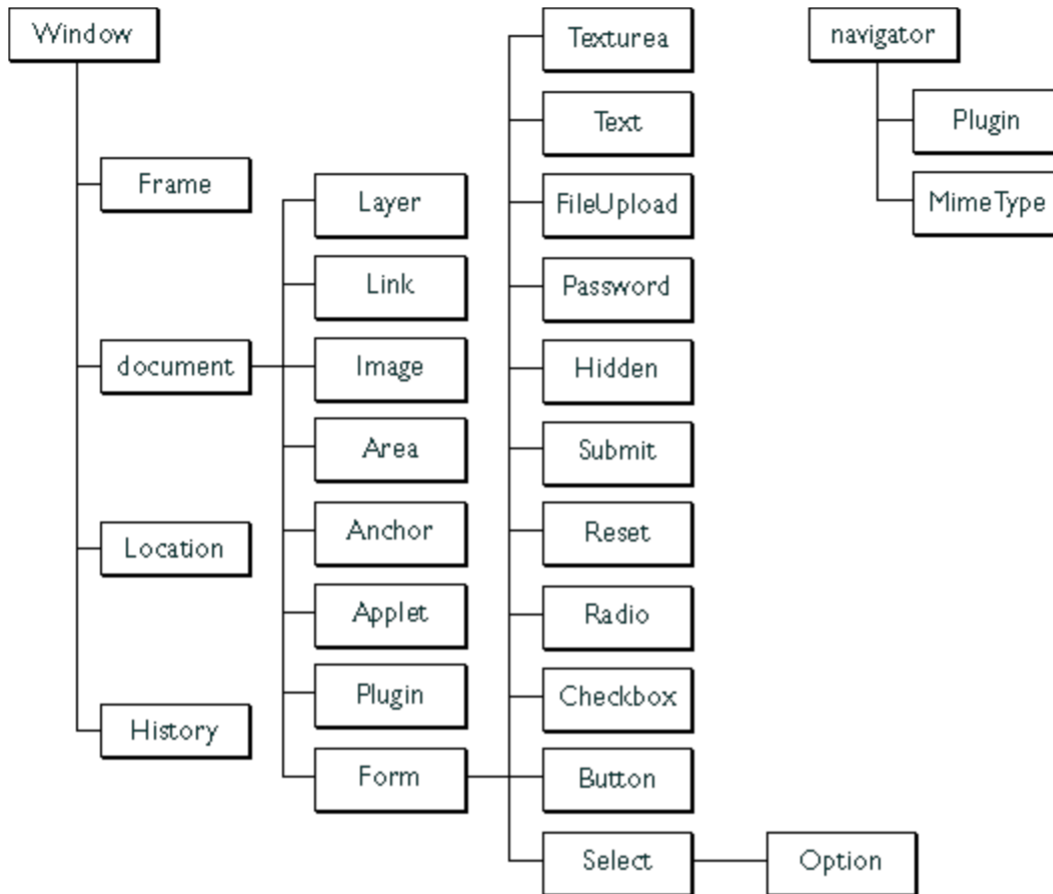 Window
Frame
document
Location
History
Layer
Link
Image
Area
Anchor
Applet
Plugin
Form
Texturea
Text
FileUpload
Password
Hidden
Submit
Reset
Radio
Checkbox
Button
Select
Option
navigator
Plugin
MimeType